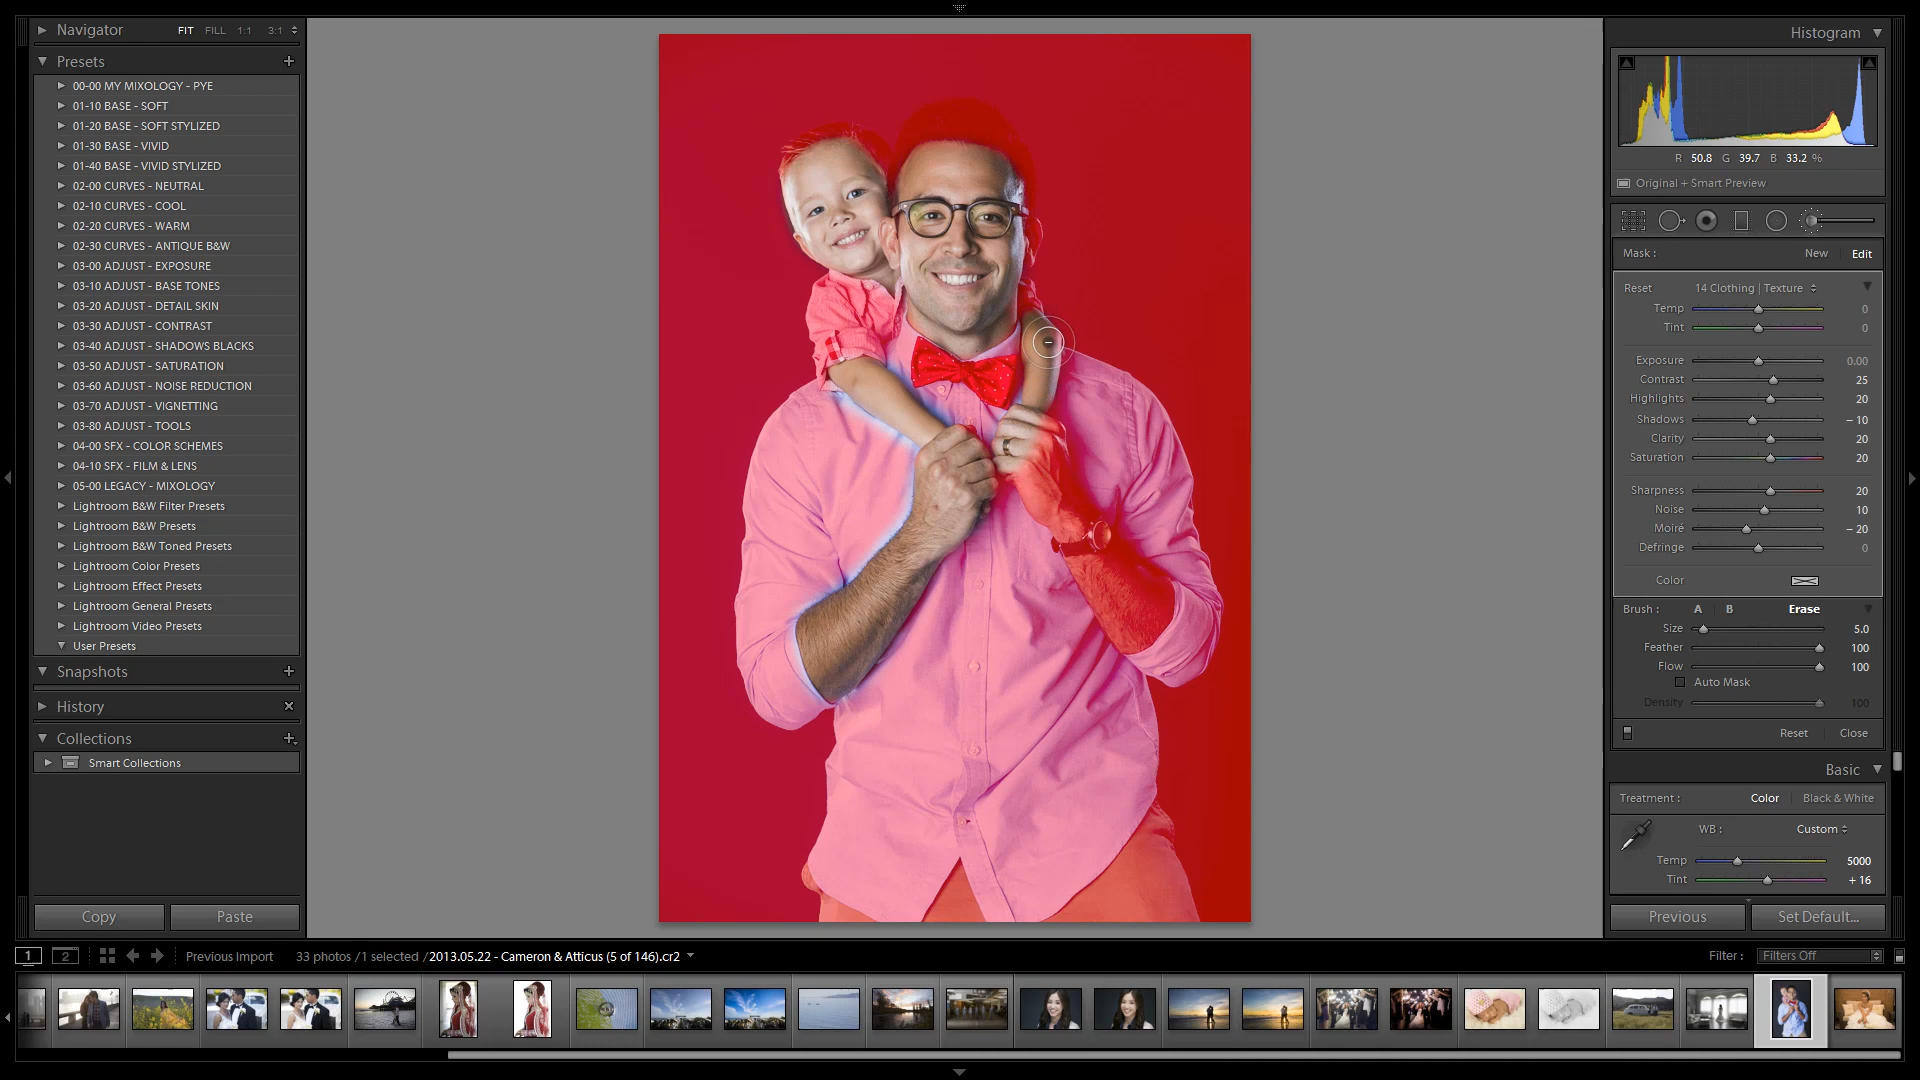 Navigator FIT FILL 1:1 3:1
Presets
00-00 MY MIXOLOGY - PYE
01-10 BASE - SOFT
01-20 BASE - SOFT STYLIZED
01-30 BASE - VIVID
01-40 BASE - VIVID STYLIZED
02-00 CURVES - NEUTRAL
02-10 CURVES - COOL
02-20 CURVES - WARM
02-30 CURVES - ANTIQUE B&W
03-00 ADJUST - EXPOSURE
03-10 ADJUST - BASE TONES
03-20 ADJUST - DETAIL SKIN
03-30 ADJUST - CONTRAST
03-40 ADJUST - SHADOWS BLACKS
03-50 ADJUST - SATURATION
03-60 ADJUST - NOISE REDUCTION
03-70 ADJUST - VIGNETTING
03-80 ADJUST - TOOLS
04-00 SFX - COLOR SCHEMES
04-10 SFX - FILM & LENS
05-00 LEGACY - MIXOLOGY
Lightroom B&W Filter Presets
Lightroom B&W Presets
Lightroom B&W Toned Presets
Lightroom Color Presets
Lightroom Effect Presets
Lightroom General Presets
Lightroom Video Presets
User Presets
Snapshots
History
Collections
Smart Collections
Copy Paste
Histogram
R 50.8 G 39.7 B 33.2 %
Original + Smart Preview
Mask : New Edit
Reset 14 Clothing | Texture
Temp 0
Tint 0
Exposure 0.00
Contrast 25
Highlights 20
Shadows – 10
Clarity 20
Saturation 20
Sharpness 20
Noise 10
Moiré – 20
Defringe 0
Color
Brush : A B Erase
Size 5.0
Feather 100
Flow 100
Auto Mask
Density 100
Reset Close
Basic
Treatment : Color Black & White
WB : Custom
Temp 5000
Tint + 16
Previous Set Default...
1 2 Previous Import 33 photos /1 selected /2013.05.22 - Cameron & Atticus (5 of 146).cr2 Filter : Filters Off